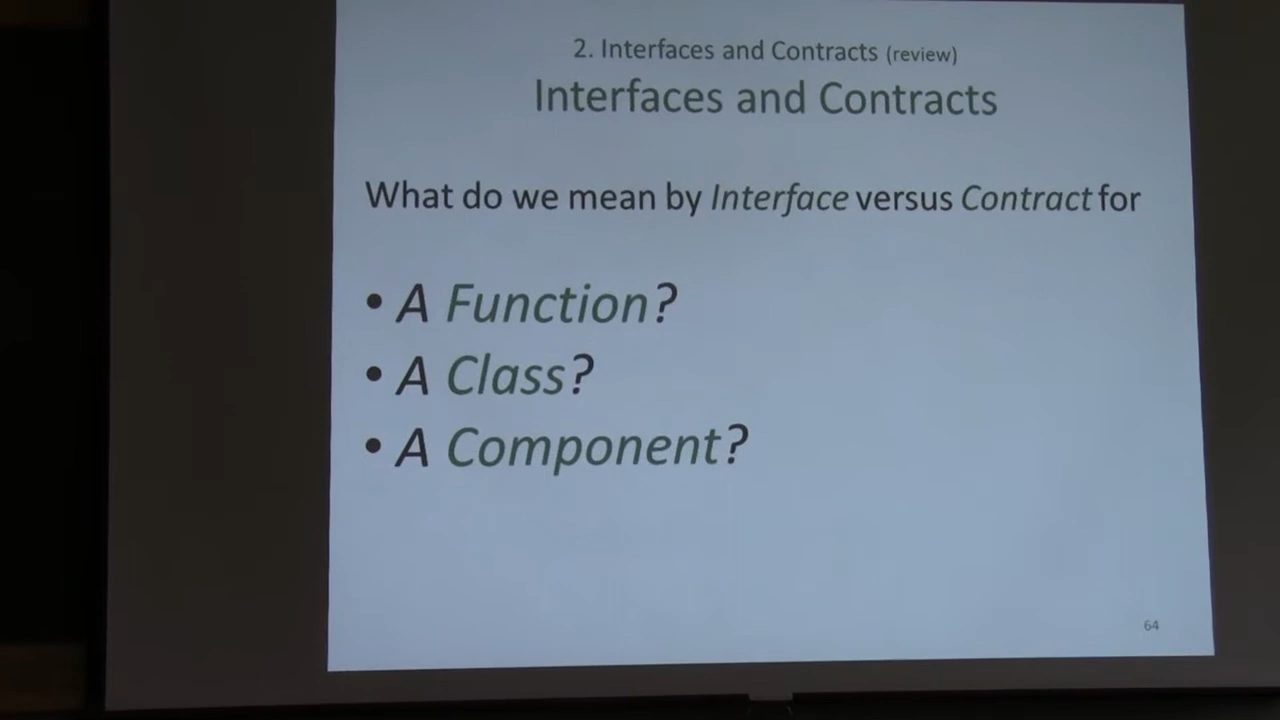 2. Interfaces and Contracts (review)
Interfaces and Contracts
What do we mean by Interface versus Contract for
• A Function?
• A Class?
• A Component?
64